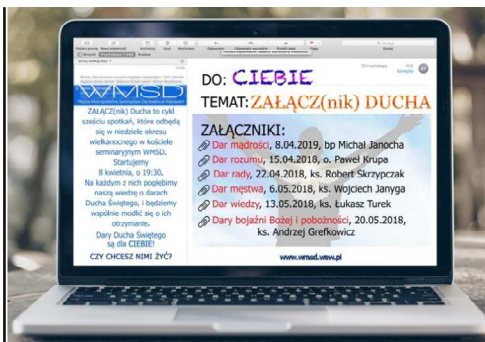 WMSD
ZAŁĄCZ(nik) Ducha to cykl
sześciu spotkań, które odbędą
się w niedziele okresu
wielkanocnego w kościele
seminaryjnym WMSD.
Startujemy
8 kwietnia, o 19:30.
Na każdym z nich pogłębimy
naszą wiedzę o darach
Ducha Świętego, i będziemy
wspólnie modlić się o ich
otrzymanie.
Dary Ducha Świętego
są dla CIEBIE!
CZY CHCESZ NIMI ŻYĆ?
DO: CIEBIE
TEMAT: ZAŁĄCZ(nik) DUCHA
ZAŁĄCZNIKI:
Dar mądrości, 8.04.2019, bp Michał Janocha
Dar rozumu, 15.04.2018, o. Paweł Krupa
Dar rady, 22.04.2018, ks. Robert Skrzypczak
Dar męstwa, 6.05.2018, ks. Wojciech Janyga
Dar wiedzy, 13.05.2018, ks. Łukasz Turek
Dary bojaźni Bożej i pobożności, 20.05.2018,
ks. Andrzej Grefkowicz
www.wmsd.waw.pl